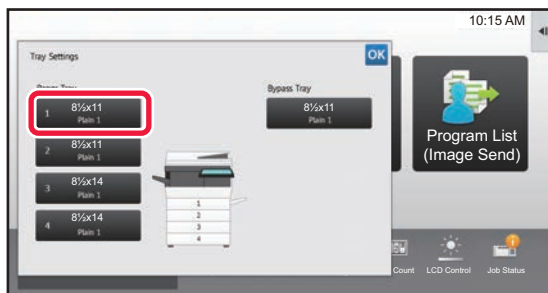 10:15 AM
Tray Settings
OK
Paper Tray
Bypass Tray
1 8½x11
Plain 1
2 8½x11
Plain 1
3 8½x14
Plain 1
4 8½x14
Plain 1
8½x11
Plain 1
1
2
3
4
Program List
(Image Send)
Count
LCD Control
Job Status